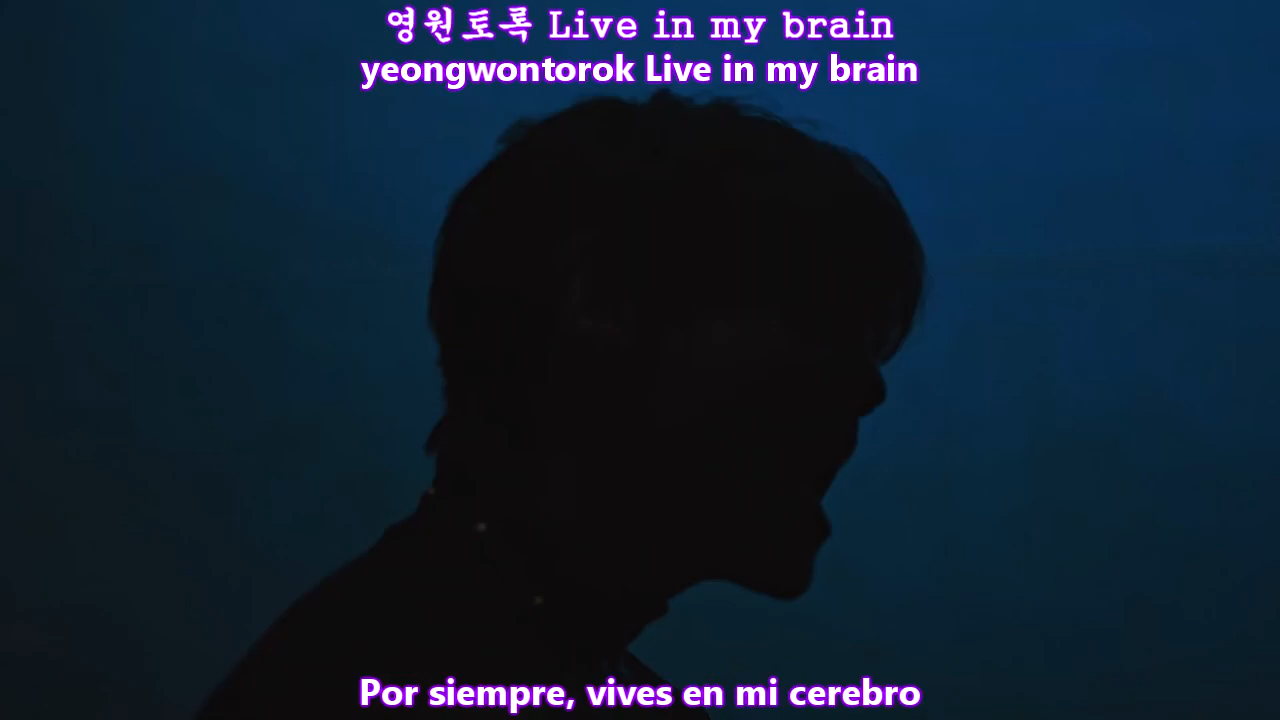 영원토록 Live in my brain
yeongwontorok Live in my brain
Por siempre, vives en mi cerebro